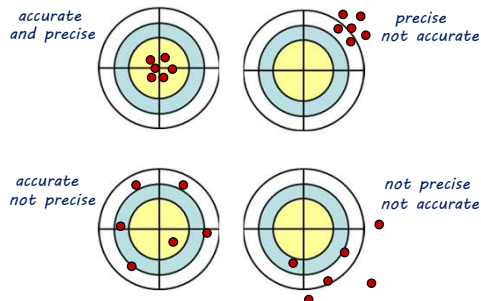 accurate
and precise
precise
not accurate
accurate
not precise
not precise
not accurate